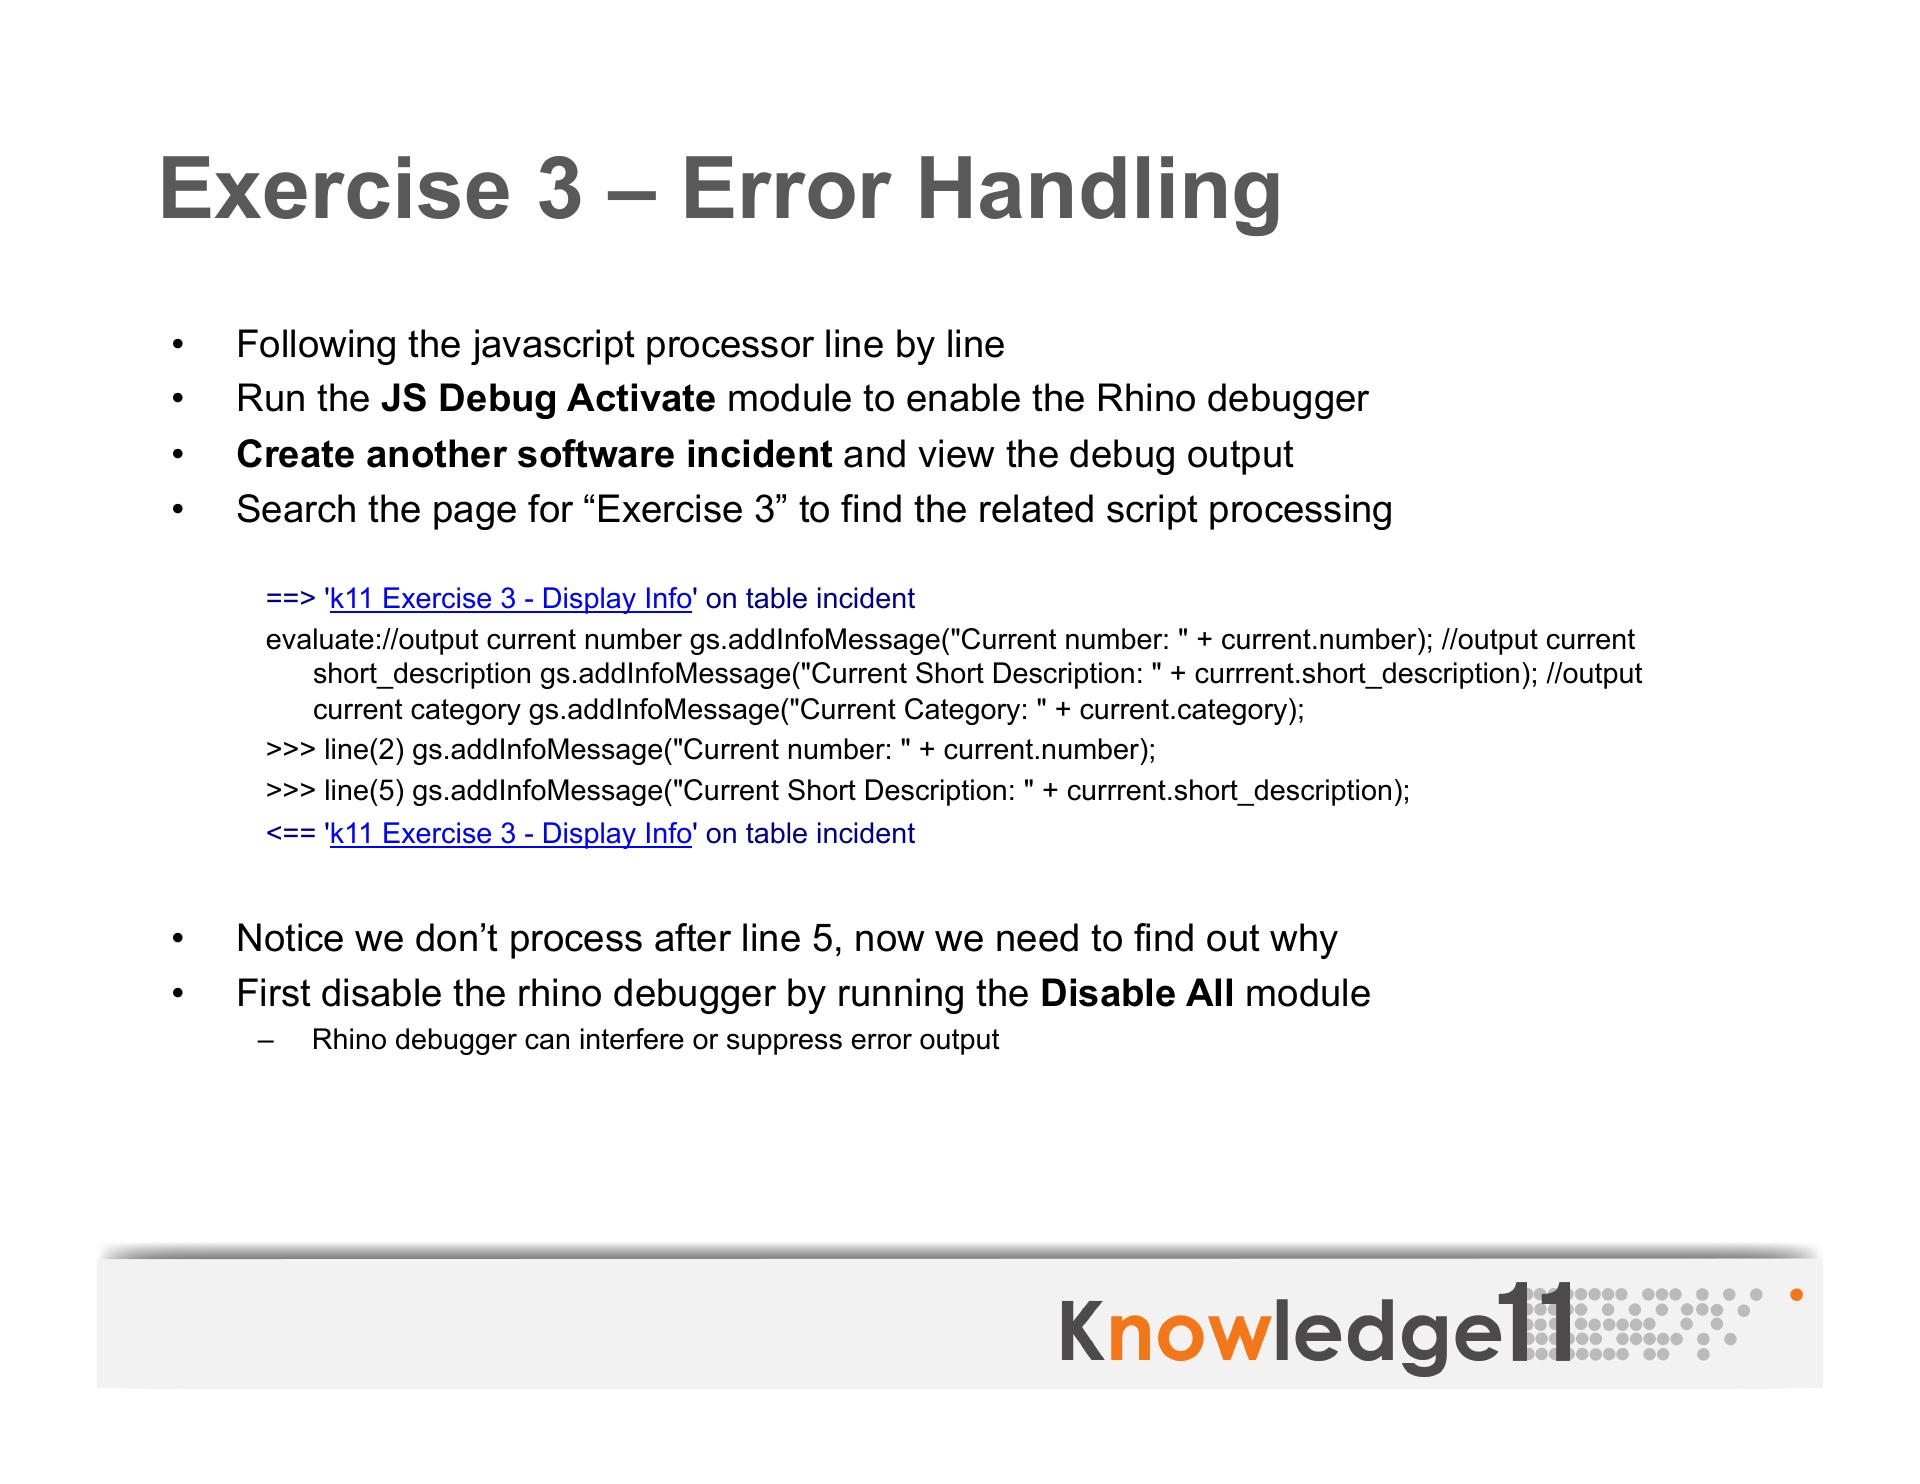 Exercise 3 – Error Handling
• Following the javascript processor line by line
• Run the JS Debug Activate module to enable the Rhino debugger
• Create another software incident and view the debug output
• Search the page for “Exercise 3” to find the related script processing
==> 'k11 Exercise 3 - Display Info' on table incident
evaluate://output current number gs.addInfoMessage("Current number: " + current.number); //output current
short_description gs.addInfoMessage("Current Short Description: " + currrent.short_description); //output
current category gs.addInfoMessage("Current Category: " + current.category);
>>> line(2) gs.addInfoMessage("Current number: " + current.number);
>>> line(5) gs.addInfoMessage("Current Short Description: " + currrent.short_description);
<== 'k11 Exercise 3 - Display Info' on table incident
• Notice we don’t process after line 5, now we need to find out why
• First disable the rhino debugger by running the Disable All module
– Rhino debugger can interfere or suppress error output
Knowledge11